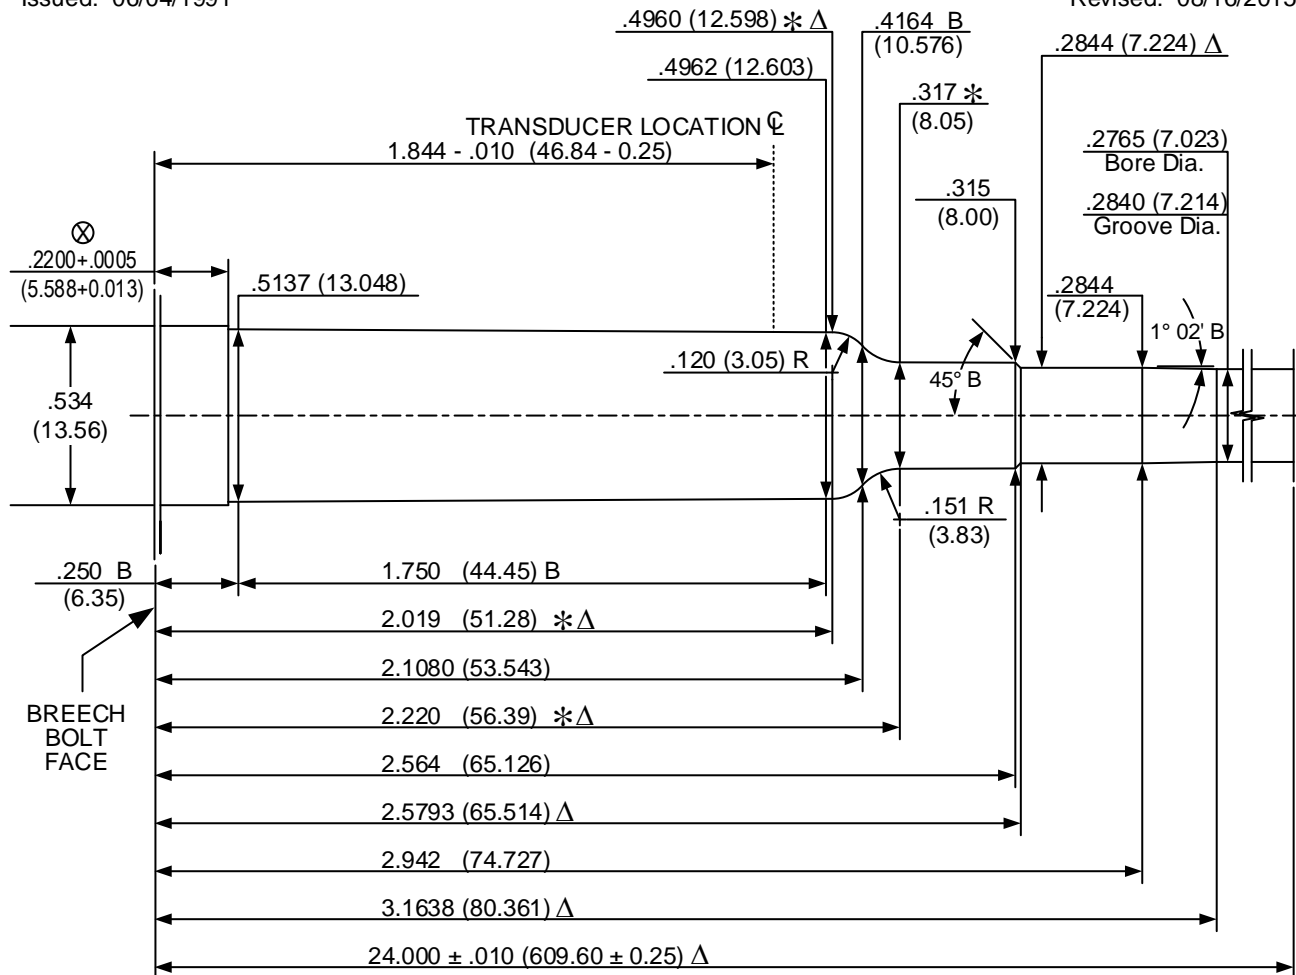 Issued: 06/04/1991
Revised: 08/16/2015
.4960 (12.598) ✻ Δ
.4164 B
(10.576)
.2844 (7.224) Δ
.4962 (12.603)
.317 ✻
(8.05)
TRANSDUCER LOCATION ℄
1.844 - .010 (46.84 - 0.25)
.2765 (7.023)
Bore Dia.
.315
(8.00)
.2840 (7.214)
Groove Dia.
⊗
.2200+.0005
(5.588+0.013)
.5137 (13.048)
.2844
(7.224)
1° 02' B
.120 (3.05) R
45° B
.534
(13.56)
.151 R
(3.83)
.250 B
(6.35)
1.750 (44.45) B
2.019 (51.28) ✻ Δ
2.1080 (53.543)
BREECH
BOLT
FACE
2.220 (56.39) ✻ Δ
2.564 (65.126)
2.5793 (65.514) Δ
2.942 (74.727)
3.1638 (80.361) Δ
24.000 ± .010 (609.60 ± 0.25) Δ